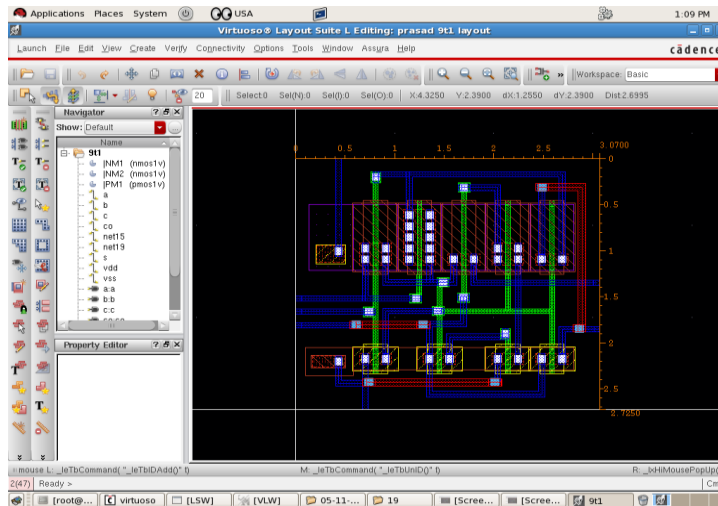 Applications Places System USA 1:09 PM
Virtuoso® Layout Suite L Editing: prasad 9t1 layout
Launch File Edit View Create Verify Connectivity Options Tools Window Assura Help cādence
» Workspace: Basic
20 Select:0 Sel(N):0 Sel(I):0 Sel(O):0 X:4.3250 Y:2.3900 dX:1.2550 dY:2.3900 Dist:2.6995
Navigator
Show: Default
Name
9t1
|NM1 (nmos1v)
|NM2 (nmos1v)
|PM1 (pmos1v)
a
b
c
co
net15
net19
s
vdd
vss
a:a
b:b
c:c
Property Editor
0 0.5 1 1.5 2 2.5 3.0700
0
-0.5
-1
-1.5
-2
-2.5
2.7250
mouse L: _leTbCommand( "_leTbIDAdd()" t) M: _leTbCommand( "_leTbUnID()" t) R: _lxHiMousePopUp(
2(47) Ready > Cm
[root@... virtuoso [LSW] [VLW] 05-11-... 19 [Scree... [Scree... 9t1